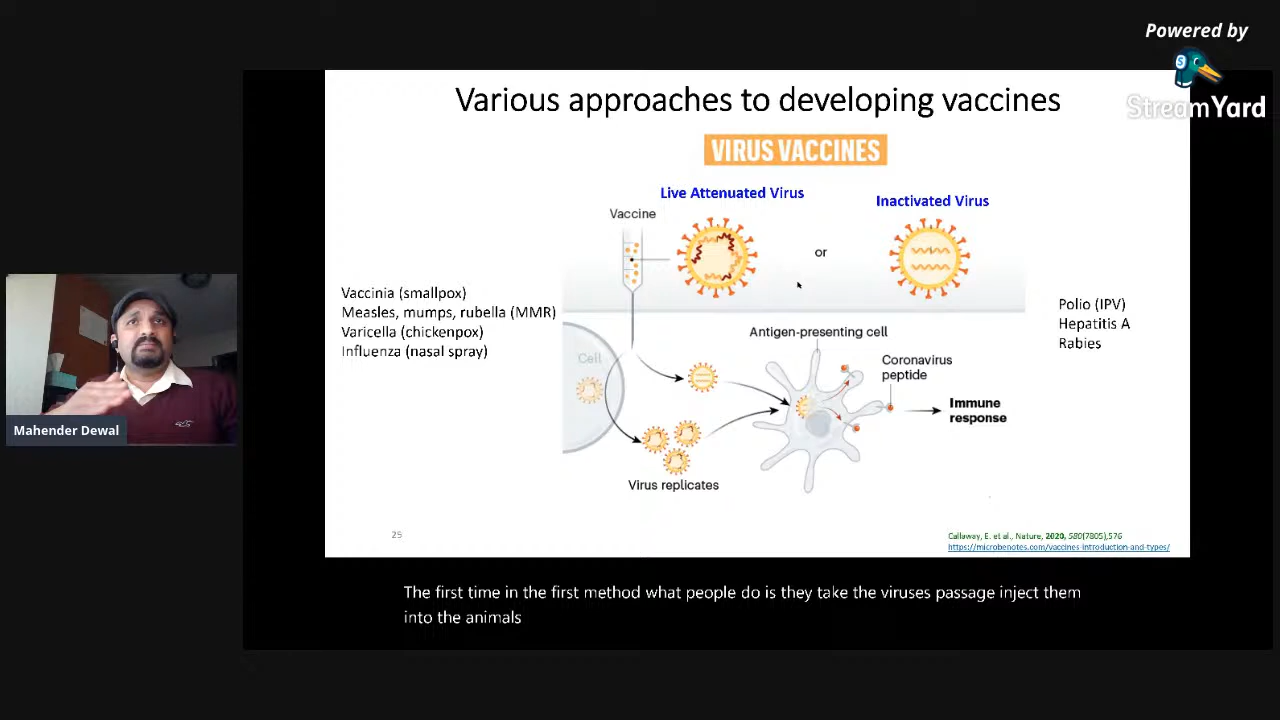 Powered by
StreamYard
Various approaches to developing vaccines
VIRUS VACCINES
Live Attenuated Virus
Inactivated Virus
Vaccine
or
Vaccinia (smallpox)
Measles, mumps, rubella (MMR)
Varicella (chickenpox)
Influenza (nasal spray)
Polio (IPV)
Hepatitis A
Rabies
Antigen-presenting cell
Cell
Coronavirus
peptide
Immune
response
Virus replicates
Mahender Dewal
25
Callaway, E. et al., Nature, 2020, 580(7805),576
https://microbenotes.com/vaccines-introduction-and-types/
The first time in the first method what people do is they take the viruses passage inject them
into the animals